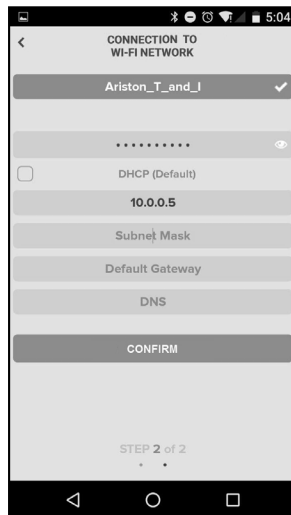 5:04
CONNECTION TO
WI-FI NETWORK
Ariston_T_and_I
••••••••••
DHCP (Default)
10.0.0.5
Subnet Mask
Default Gateway
DNS
CONFIRM
STEP 2 of 2